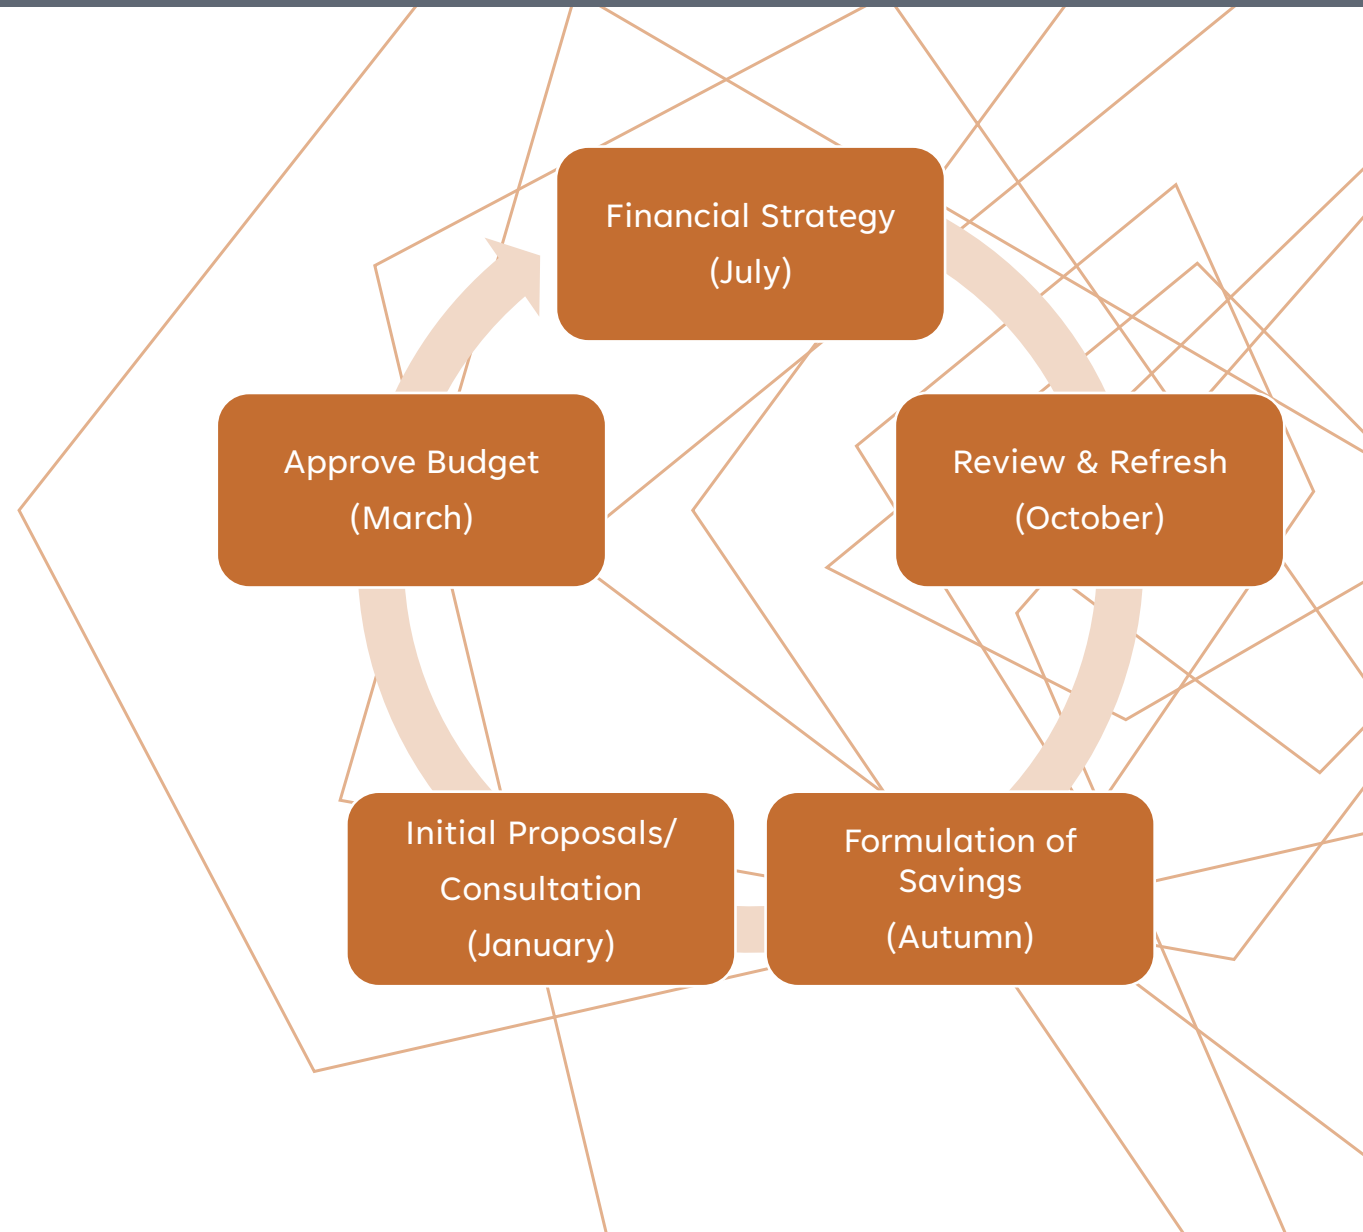 Financial Strategy
(July)
Review & Refresh
(October)
Formulation of
Savings
(Autumn)
Initial Proposals/
Consultation
(January)
Approve Budget
(March)